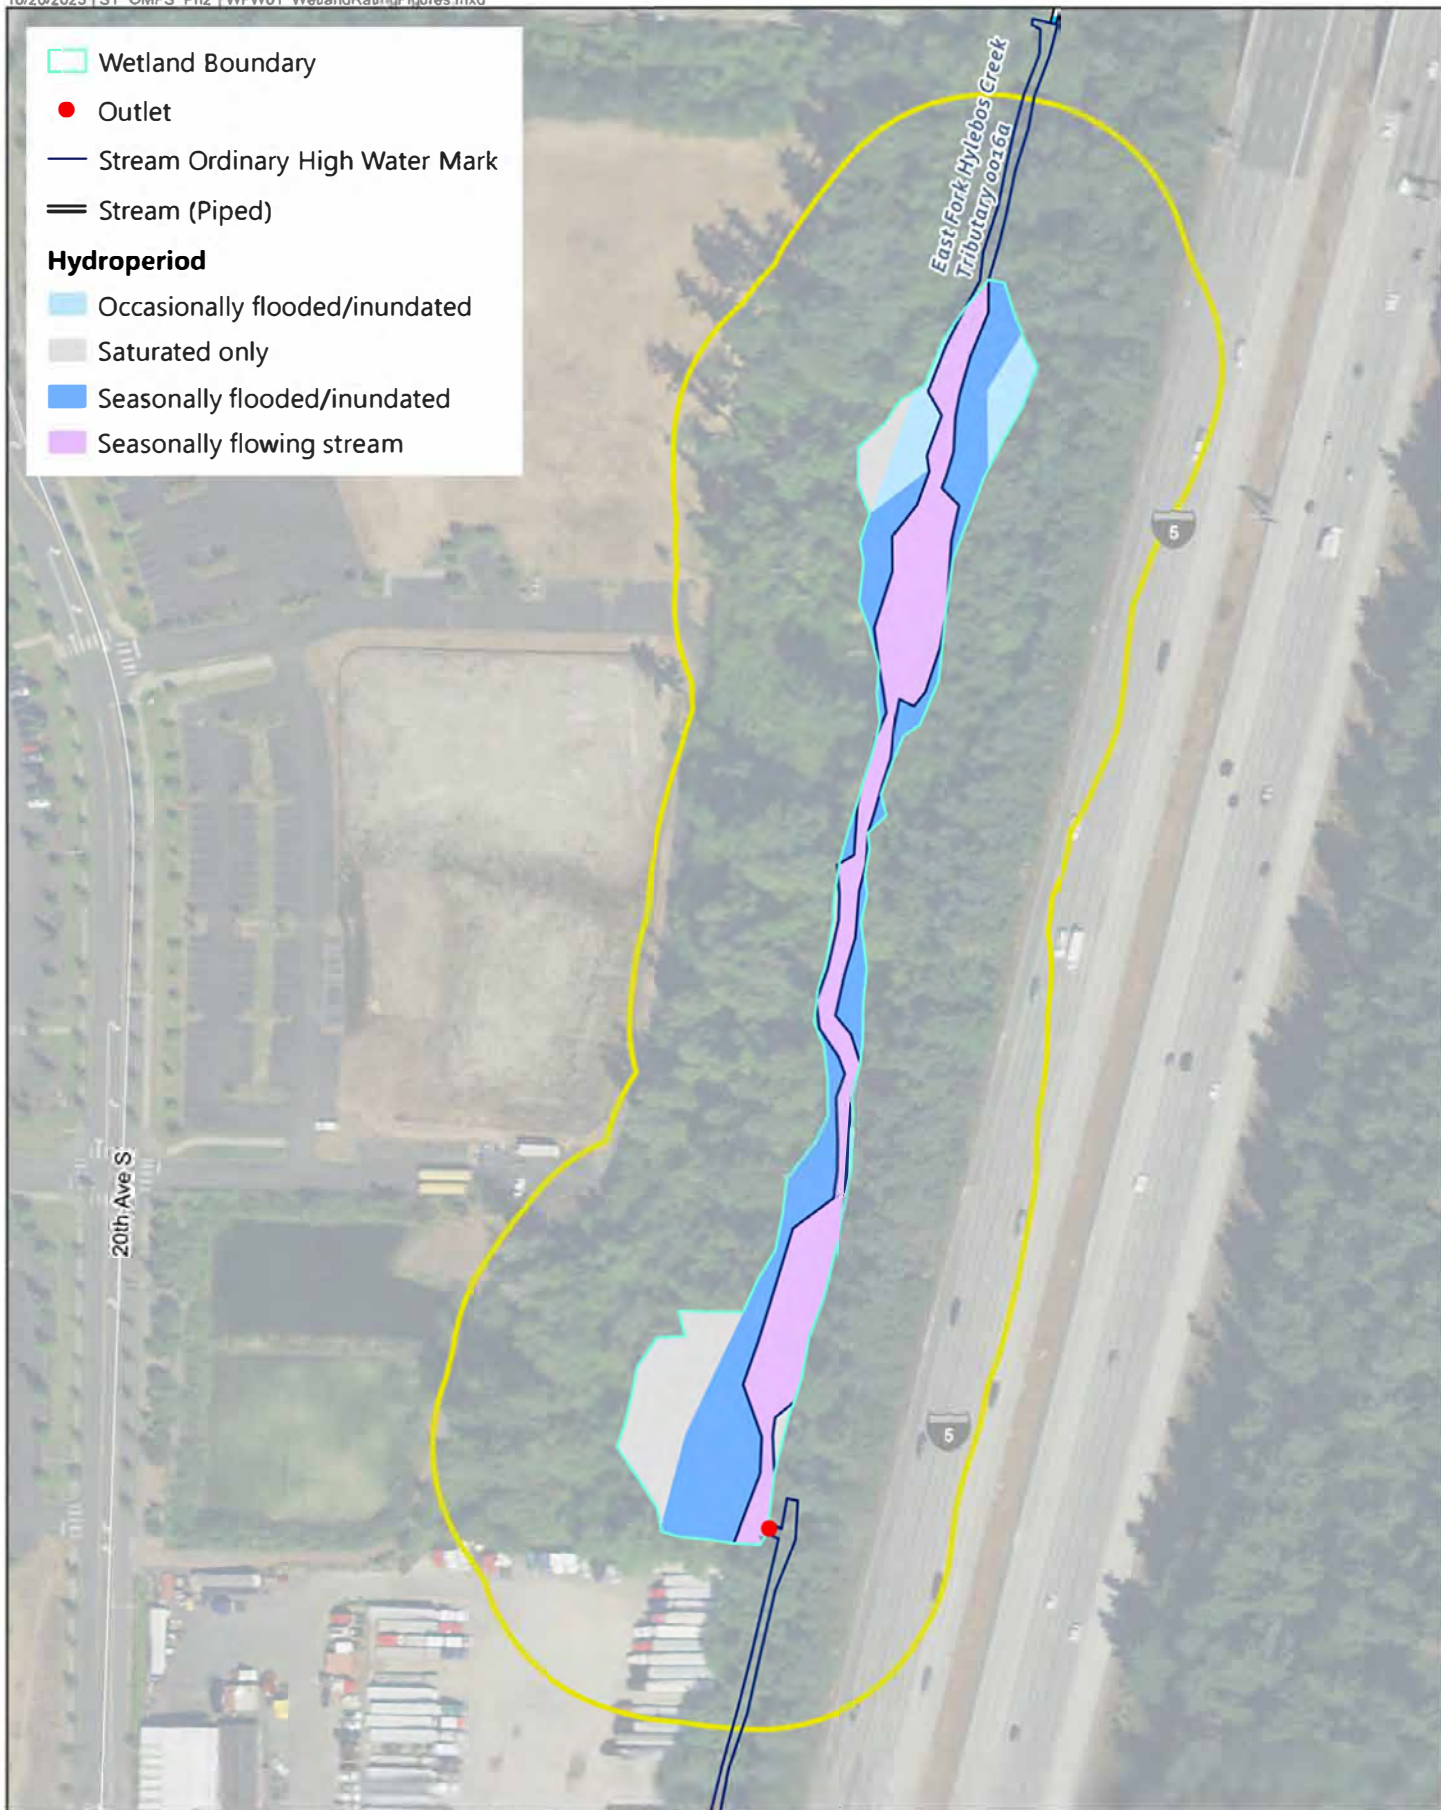 Wetland Boundary
Outlet
Stream Ordinary High Water Mark
Stream (Piped)
Hydroperiod
Occasionally flooded/inundated
Saturated only
Seasonally flooded/inundated
Seasonally flowing stream
East Fork Hylebos Creek
Tributary 0016a
5
20th Ave S
5